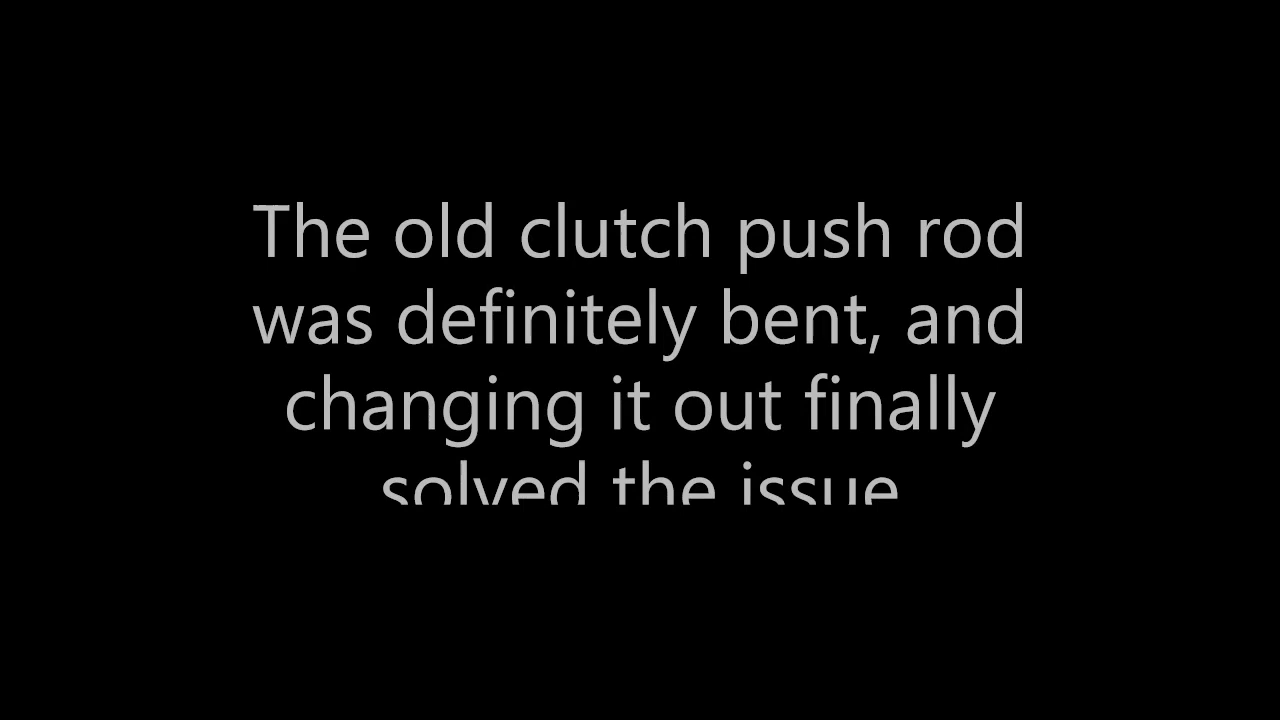 The old clutch push rod
was definitely bent, and
changing it out finally
solved the issue